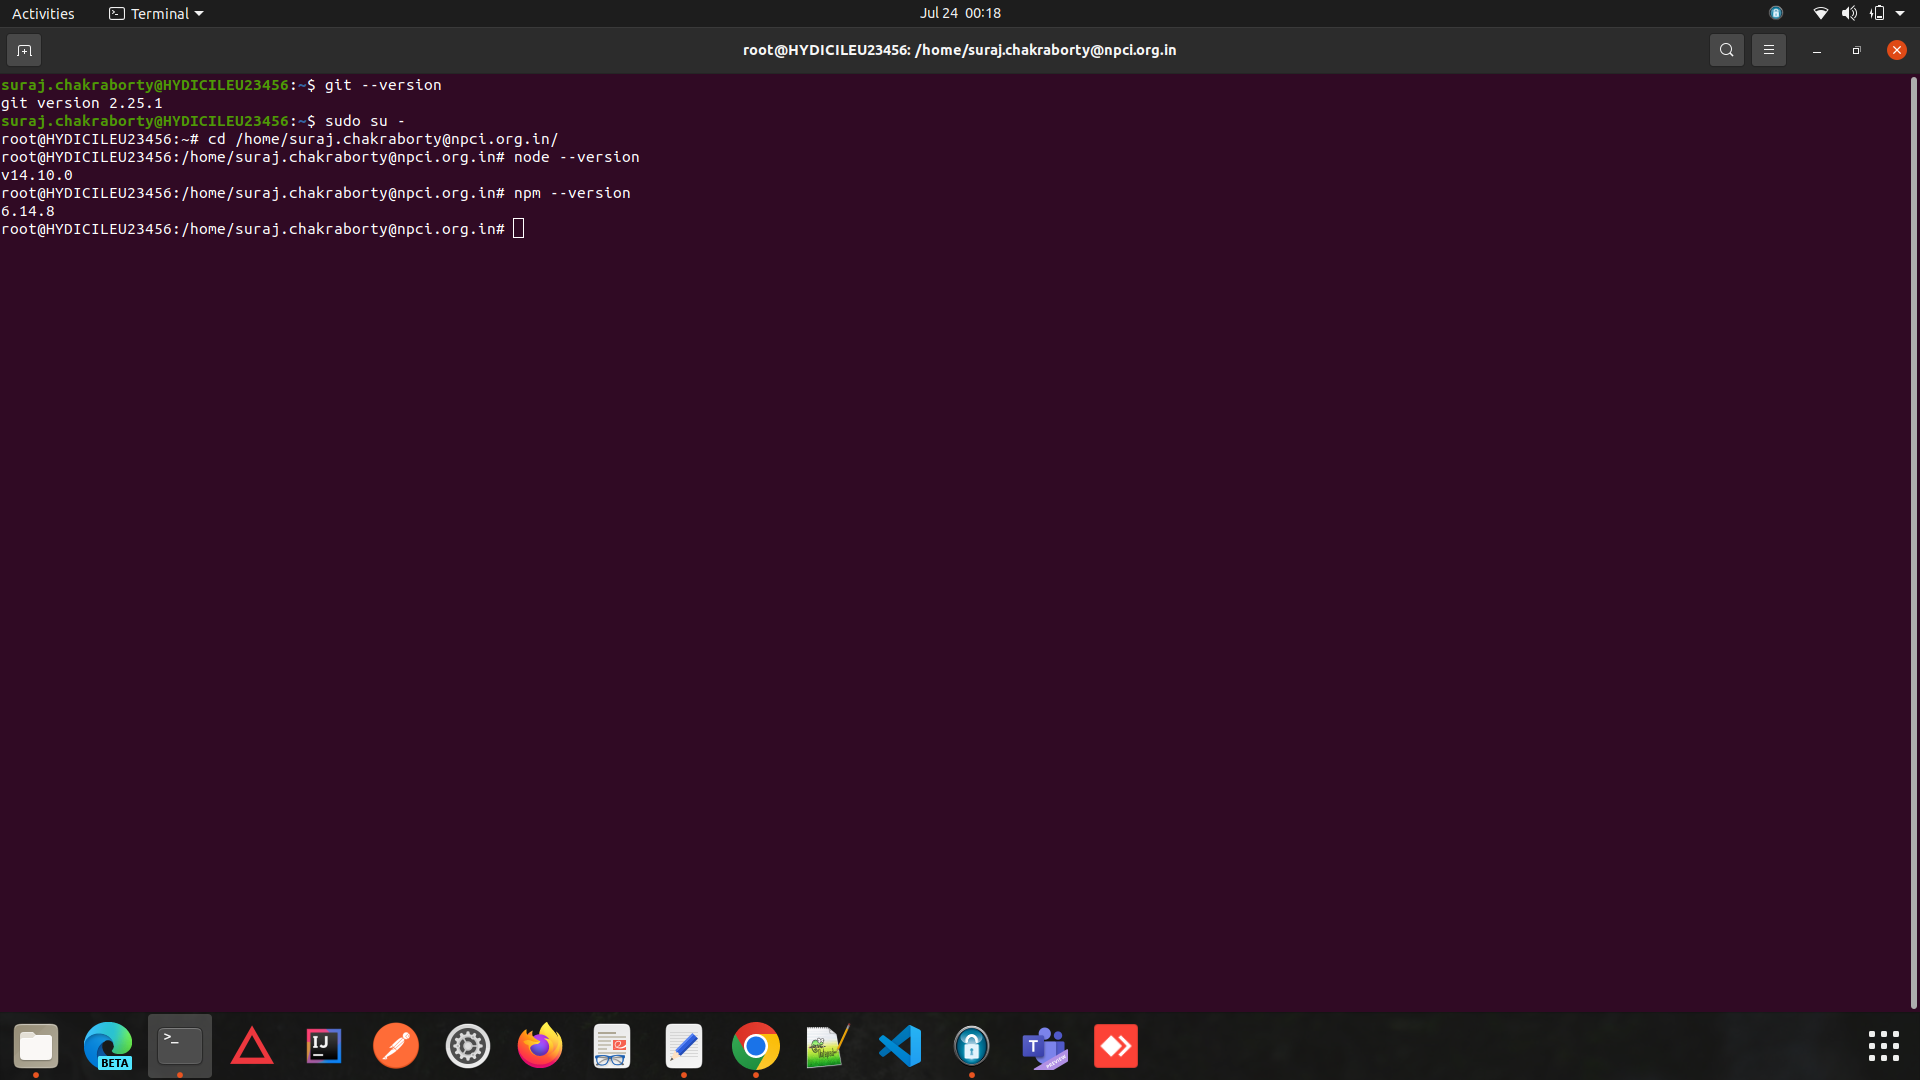 Activities Terminal Jul 24 00:18
root@HYDICILEU23456: /home/suraj.chakraborty@npci.org.in
suraj.chakraborty@HYDICILEU23456:~$ git --version
git version 2.25.1
suraj.chakraborty@HYDICILEU23456:~$ sudo su -
root@HYDICILEU23456:~# cd /home/suraj.chakraborty@npci.org.in/
root@HYDICILEU23456:/home/suraj.chakraborty@npci.org.in# node --version
v14.10.0
root@HYDICILEU23456:/home/suraj.chakraborty@npci.org.in# npm --version
6.14.8
root@HYDICILEU23456:/home/suraj.chakraborty@npci.org.in#
BETA >_ IJ T PREVIEW